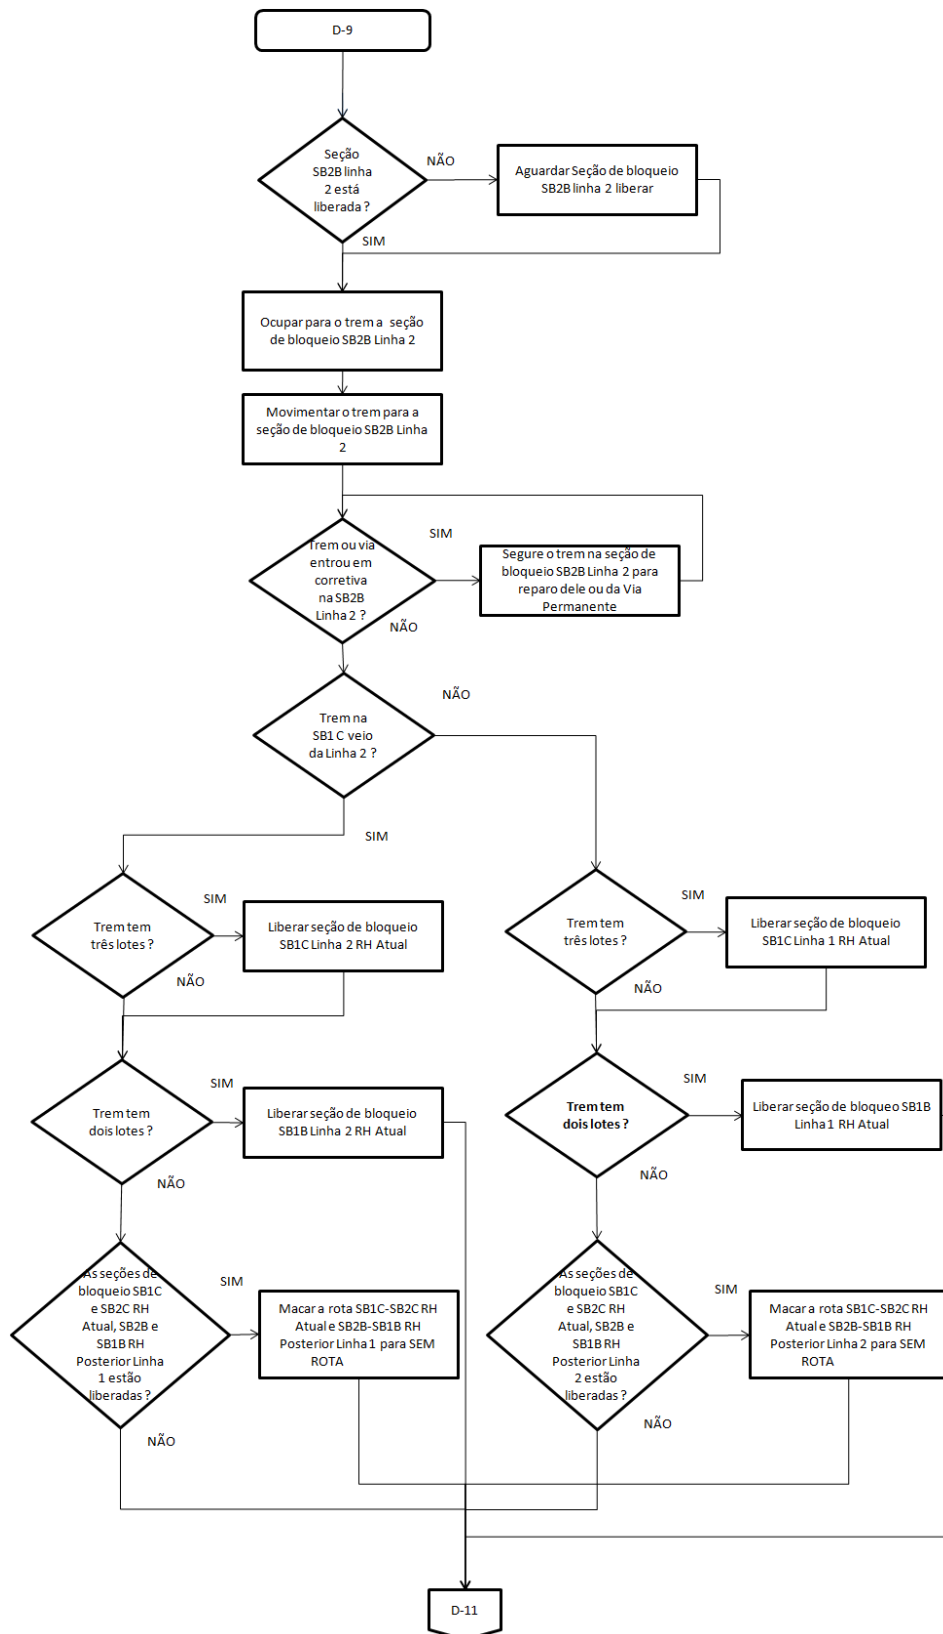 D-9
Seção
SB2B linha
2 está
liberada ?
NÃO
Aguardar Seção de bloqueio
SB2B linha 2 liberar
SIM
Ocupar para o trem a seção
de bloqueio SB2B Linha 2
Movimentar o trem para a
seção de bloqueio SB2B Linha
2
Trem ou via
entrou em
corretiva
na SB2B
Linha 2 ?
SIM
Segure o trem na seção de
bloqueio SB2B Linha 2 para
reparo dele ou da Via
Permanente
NÃO
Trem na
SB1 C veio
da Linha 2 ?
NÃO
SIM
Trem tem
três lotes ?
SIM
Liberar seção de bloqueio
SB1C Linha 2 RH Atual
NÃO
Trem tem
três lotes ?
SIM
Liberar seção de bloqueio
SB1C Linha 1 RH Atual
NÃO
Trem tem
dois lotes ?
SIM
Liberar seção de bloqueio
SB1B Linha 2 RH Atual
NÃO
Trem tem
dois lotes ?
SIM
Liberar seção de bloqueo SB1B
Linha 1 RH Atual
NÃO
As seções de
bloqueio SB1C
e SB2C RH
Atual, SB2B e
SB1B RH
Posterior Linha
1 estão
liberadas ?
SIM
Macar a rota SB1C-SB2C RH
Atual e SB2B-SB1B RH
Posterior Linha 1 para SEM
ROTA
NÃO
As seções de
bloqueio SB1C
e SB2C RH
Atual, SB2B e
SB1B RH
Posterior Linha
2 estão
liberadas ?
SIM
Macar a rota SB1C-SB2C RH
Atual e SB2B-SB1B RH
Posterior Linha 2 para SEM
ROTA
NÃO
D-11